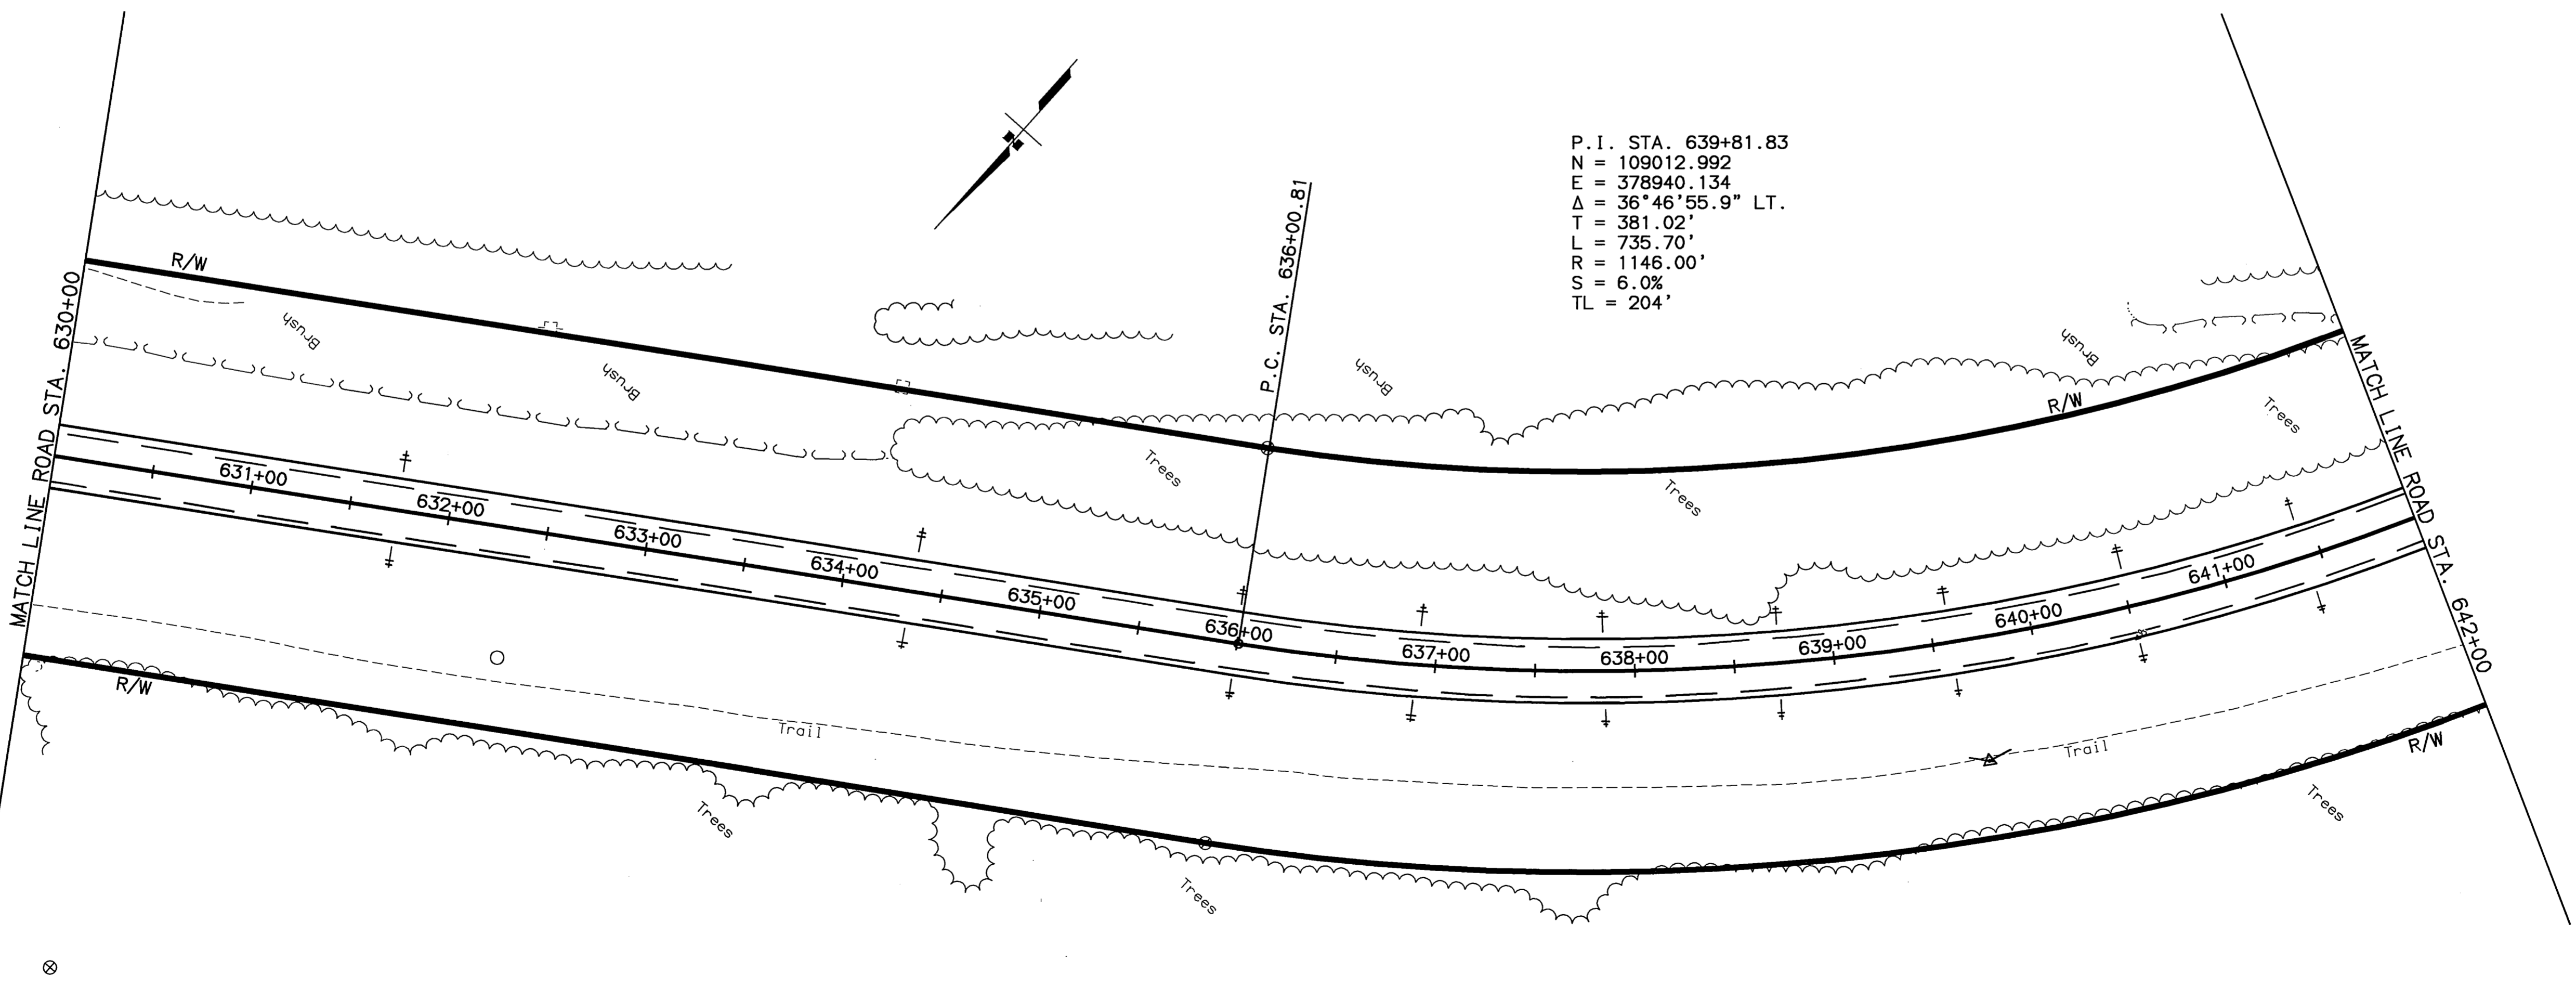 P.I. STA. 639+81.83
N = 109012.992
E = 378940.134
Δ = 36°46'55.9" LT.
T = 381.02'
L = 735.70'
R = 1146.00'
S = 6.0%
TL = 204'
P.C. STA. 636+00.81
MATCH LINE ROAD STA. 630+00
R/W
Brush
Brush
Brush
Brush
R/W
MATCH LINE ROAD STA. 642+00
Trees
Trees
Trees
631+00
632+00
633+00
634+00
635+00
636+00
637+00
638+00
639+00
640+00
641+00
R/W
Trail
Trail
R/W
Trees
Trees
Trees